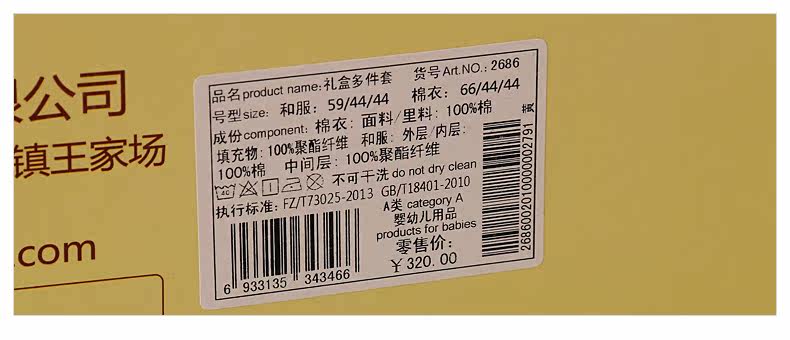 限公司
镇王家场
.com
品名product name:礼盒多件套 货号Art.NO.: 2686
号型size: 和服: 59/44/44 棉衣: 66/44/44
成份component: 棉衣: 面料/里料: 100%棉
填充物: 100%聚酯纤维 和服: 外层/内层:
100%棉 中间层: 100%聚酯纤维
40 不可干洗 do not dry clean
执行标准: FZ/T73025-2013 GB/T18401-2010
A类 category A
婴幼儿用品
products for babies
零售价:
¥320.00
6 933135 343466
黄
2686002010000002791